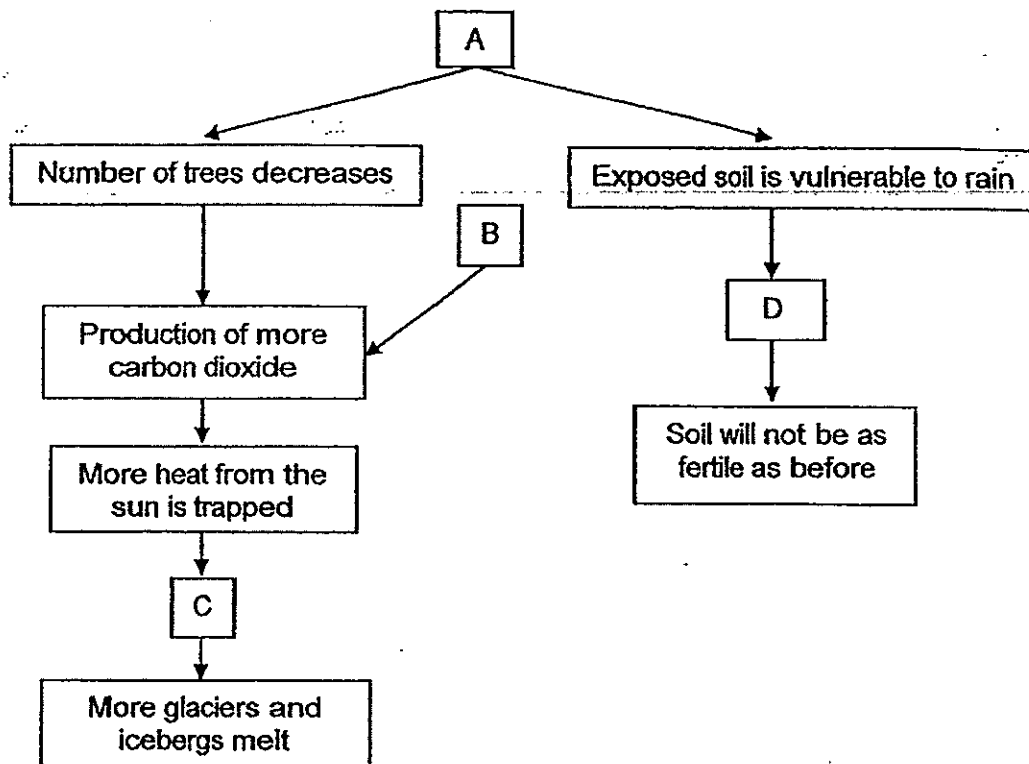 A
Number of trees decreases
Exposed soil is vulnerable to rain
B
Production of more
carbon dioxide
D
More heat from the
sun is trapped
Soil will not be as
fertile as before
C
More glaciers and
icebergs melt